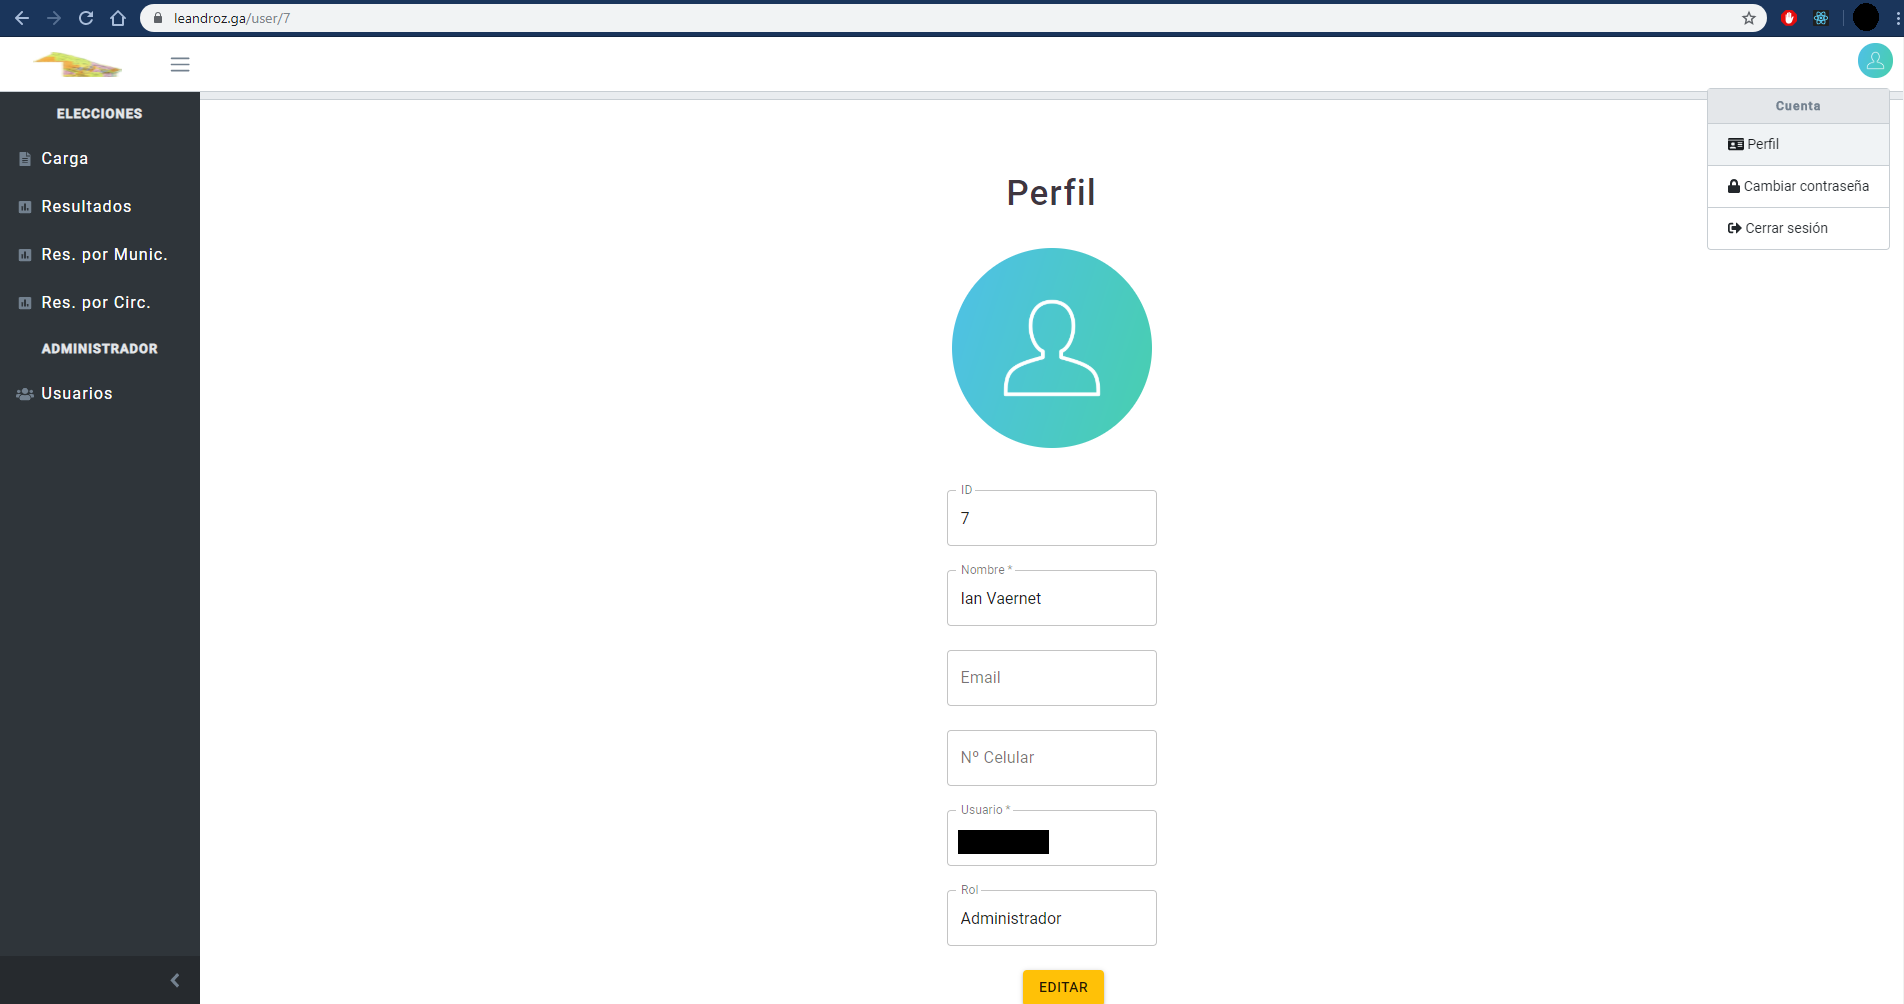 leandroz.ga/user/7
ELECCIONES
Carga
Resultados
Res. por Munic.
Res. por Circ.
ADMINISTRADOR
Usuarios
Cuenta
Perfil
Cambiar contraseña
Cerrar sesión
Perfil
ID
7
Nombre *
Ian Vaernet
Email
Nº Celular
Usuario *
Rol
Administrador
EDITAR